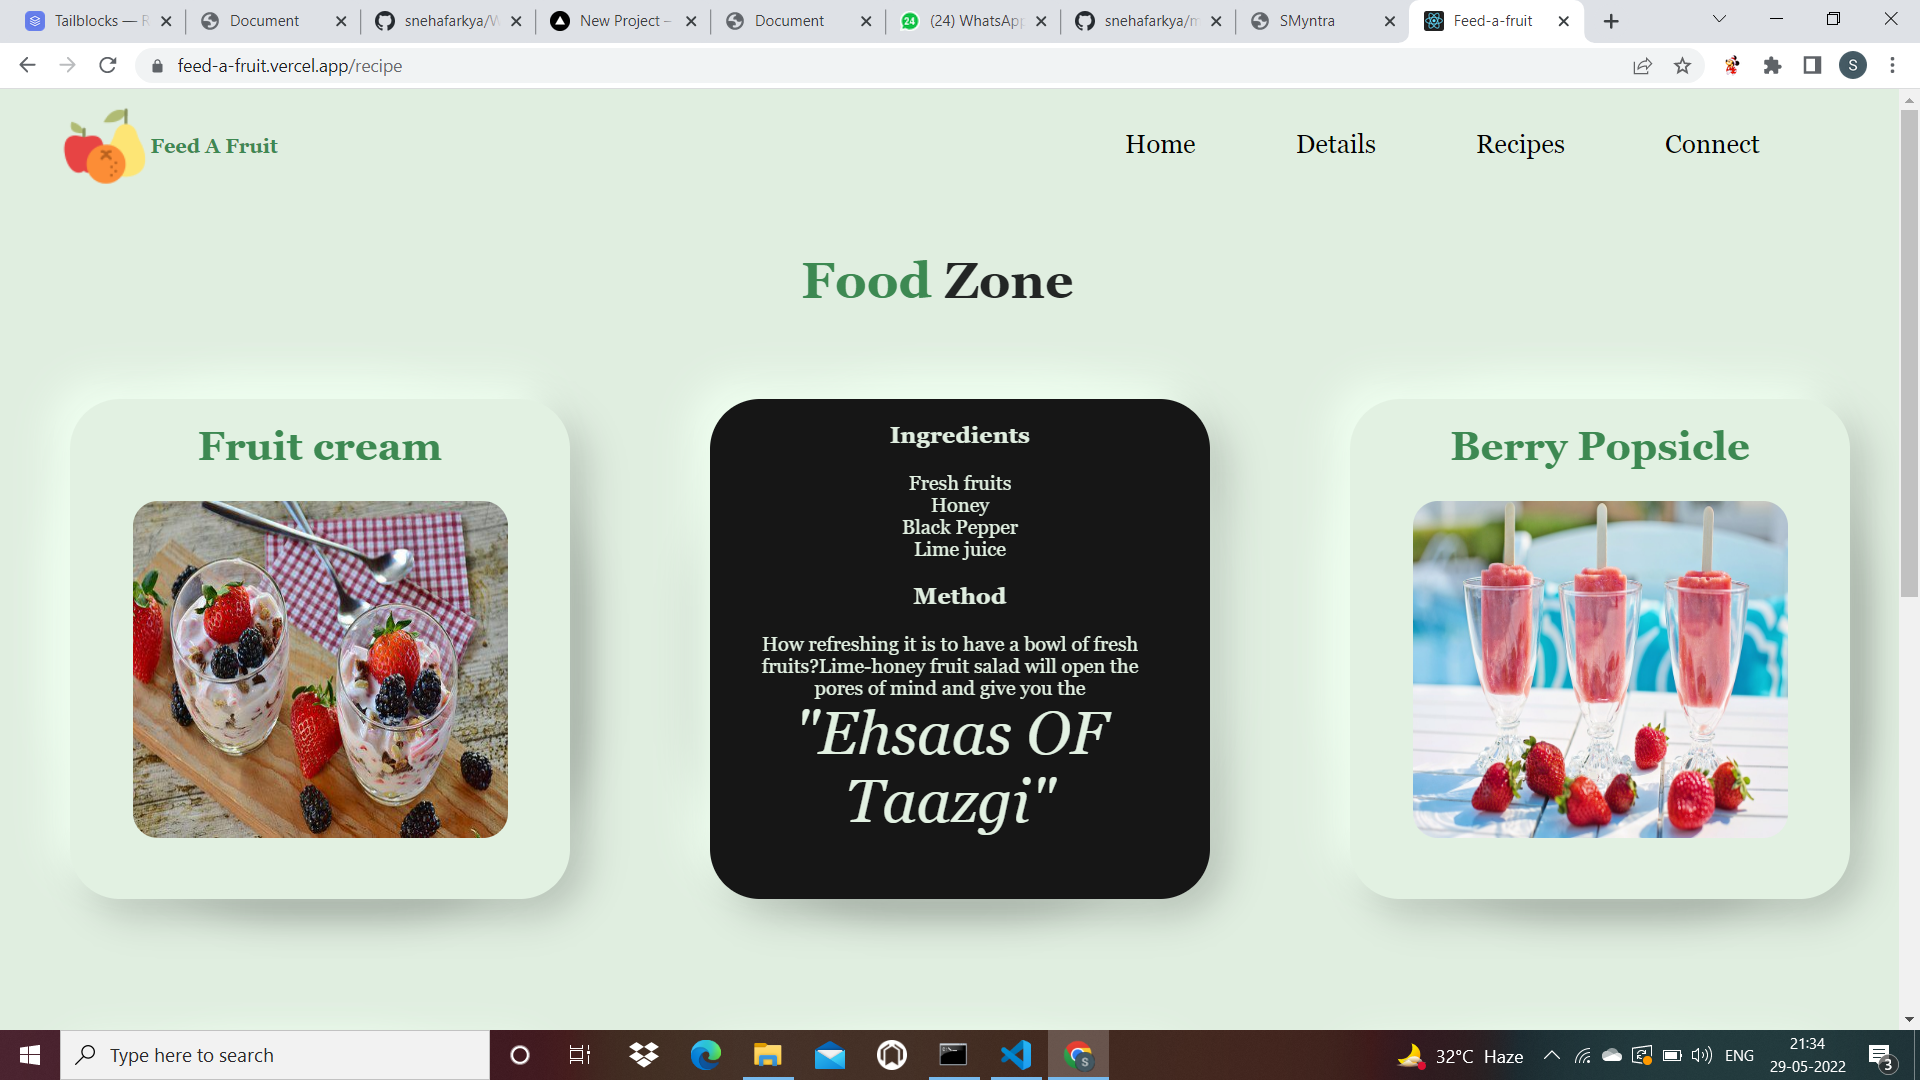 Tailblocks — R
Document
snehafarkya/W
New Project –
Document
(24) WhatsApp
snehafarkya/m
SMyntra
Feed-a-fruit
feed-a-fruit.vercel.app/recipe
S
Feed A Fruit
Home
Details
Recipes
Connect
Food Zone
Fruit cream
Ingredients
Fresh fruits
Honey
Black Pepper
Lime juice
Method
How refreshing it is to have a bowl of fresh
fruits?Lime-honey fruit salad will open the
pores of mind and give you the
"Ehsaas OF
Taazgi"
Berry Popsicle
Type here to search
32°C Haze
ENG
21:34
29-05-2022
3